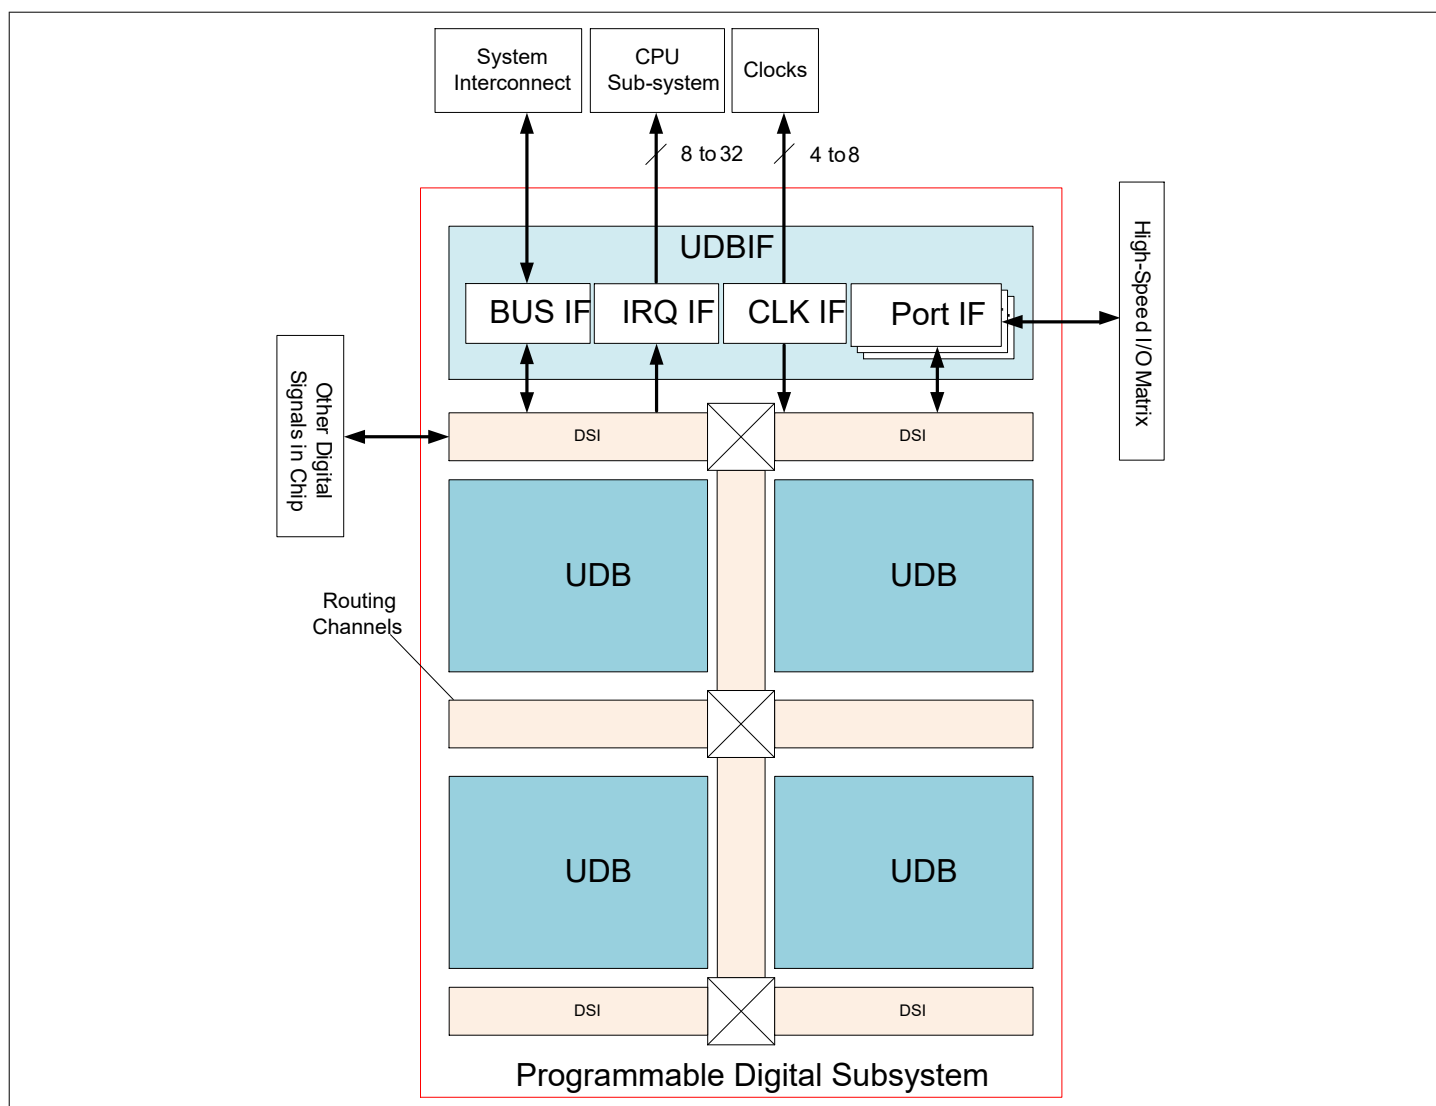 System
Interconnect
CPU
Sub-system
Clocks
8 to 32
4 to 8
UDBIF
BUS IF
IRQ IF
CLK IF
Port IF
High-Speed I/O Matrix
Other Digital
Signals in Chip
DSI
DSI
UDB
UDB
Routing
Channels
UDB
UDB
DSI
DSI
Programmable Digital Subsystem